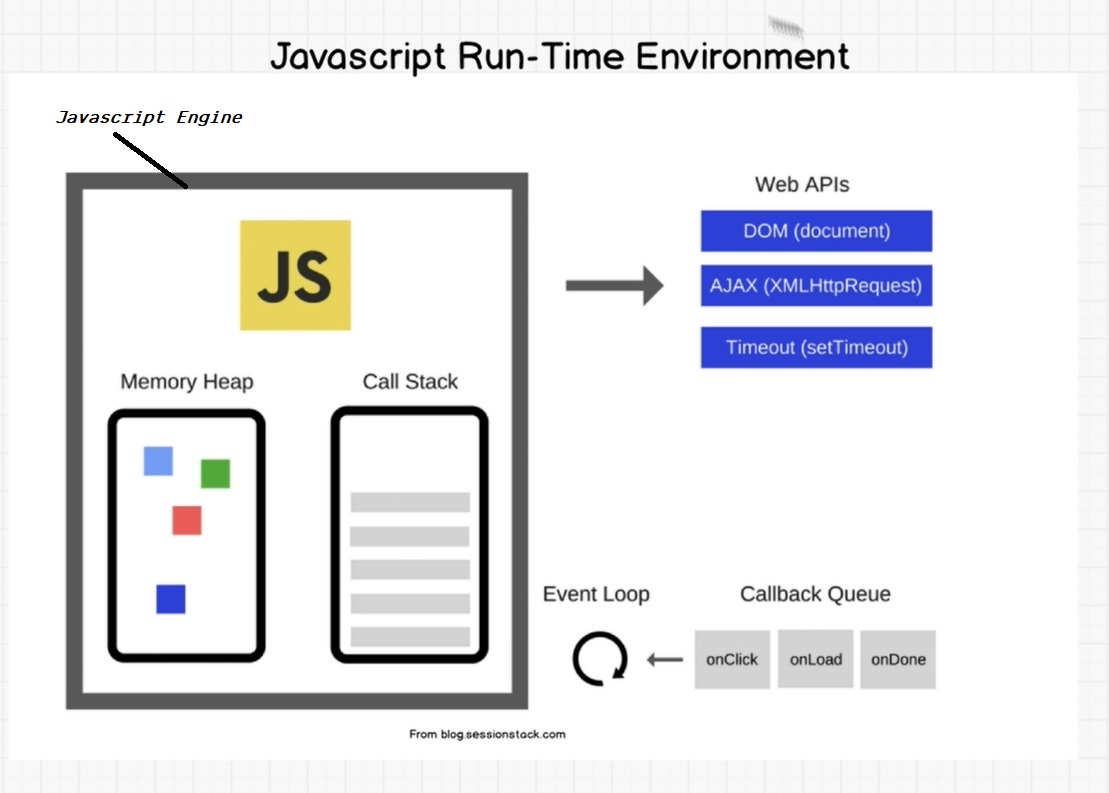 Javascript Run-Time Environment
Javascript Engine
JS
Memory Heap
Call Stack
Web APIs
DOM (document)
AJAX (XMLHttpRequest)
Timeout (setTimeout)
Event Loop
Callback Queue
onClick
onLoad
onDone
From blog.sessionstack.com